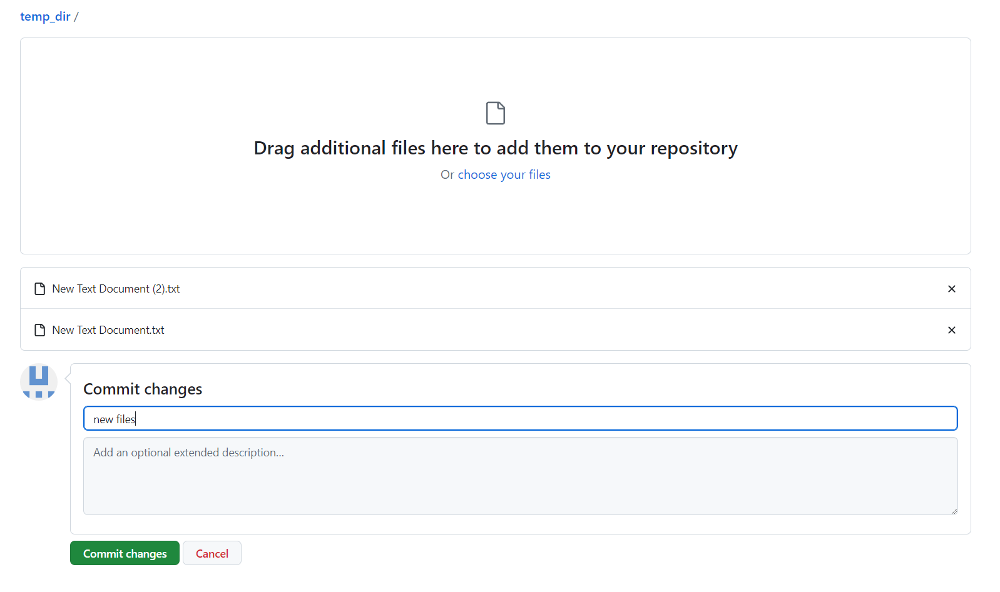 temp_dir /
Drag additional files here to add them to your repository
Or choose your files
New Text Document (2).txt
New Text Document.txt
Commit changes
new files
Add an optional extended description...
Commit changes Cancel